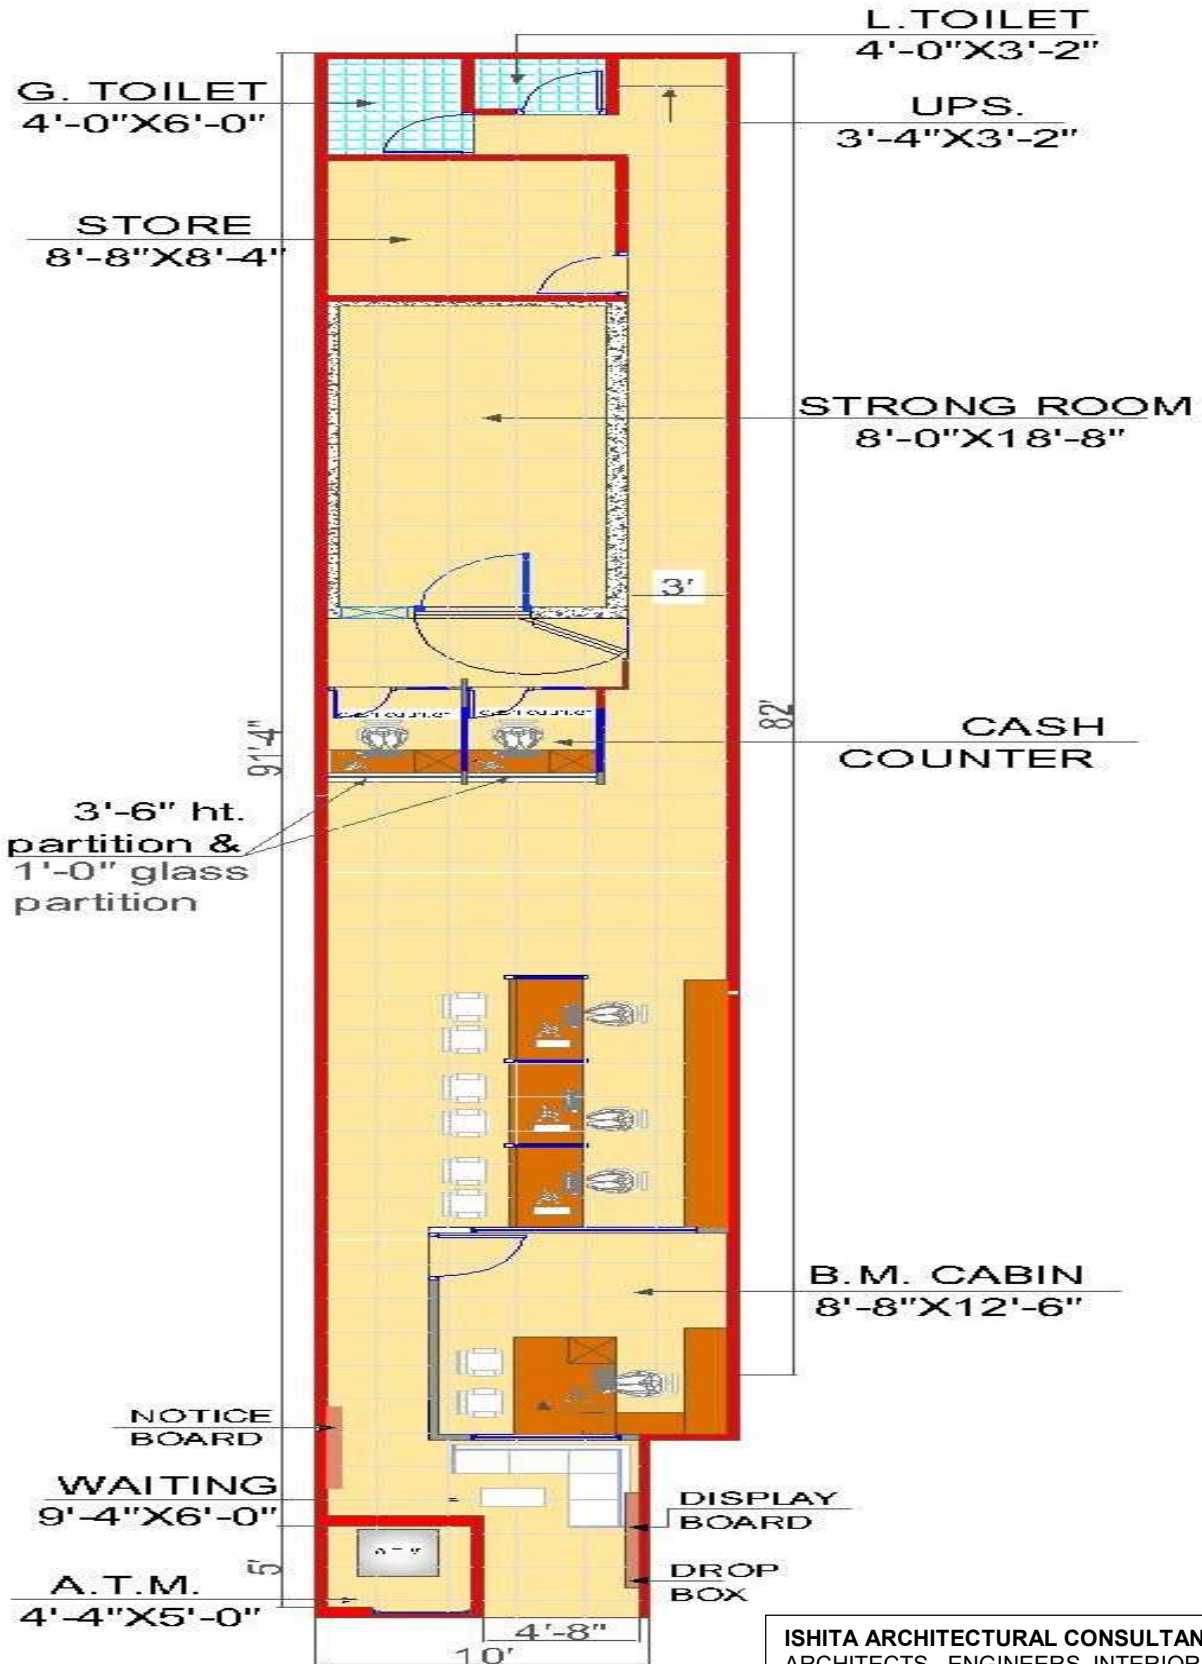 L.TOILET
4'-0"X3'-2"
G. TOILET
4'-0"X6'-0"
UPS.
3'-4"X3'-2"
STORE
8'-8"X8'-4"
STRONG ROOM
8'-0"X18'-8"
3'
82'
91'-4"
CASH
COUNTER
3'-6" ht.
partition &
1'-0" glass
partition
B.M. CABIN
8'-8"X12'-6"
NOTICE
BOARD
WAITING
9'-4"X6'-0"
DISPLAY
BOARD
5'
DROP
BOX
A.T.M.
4'-4"X5'-0"
4'-8"
10'
ISHITA ARCHITECTURAL CONSULTAN